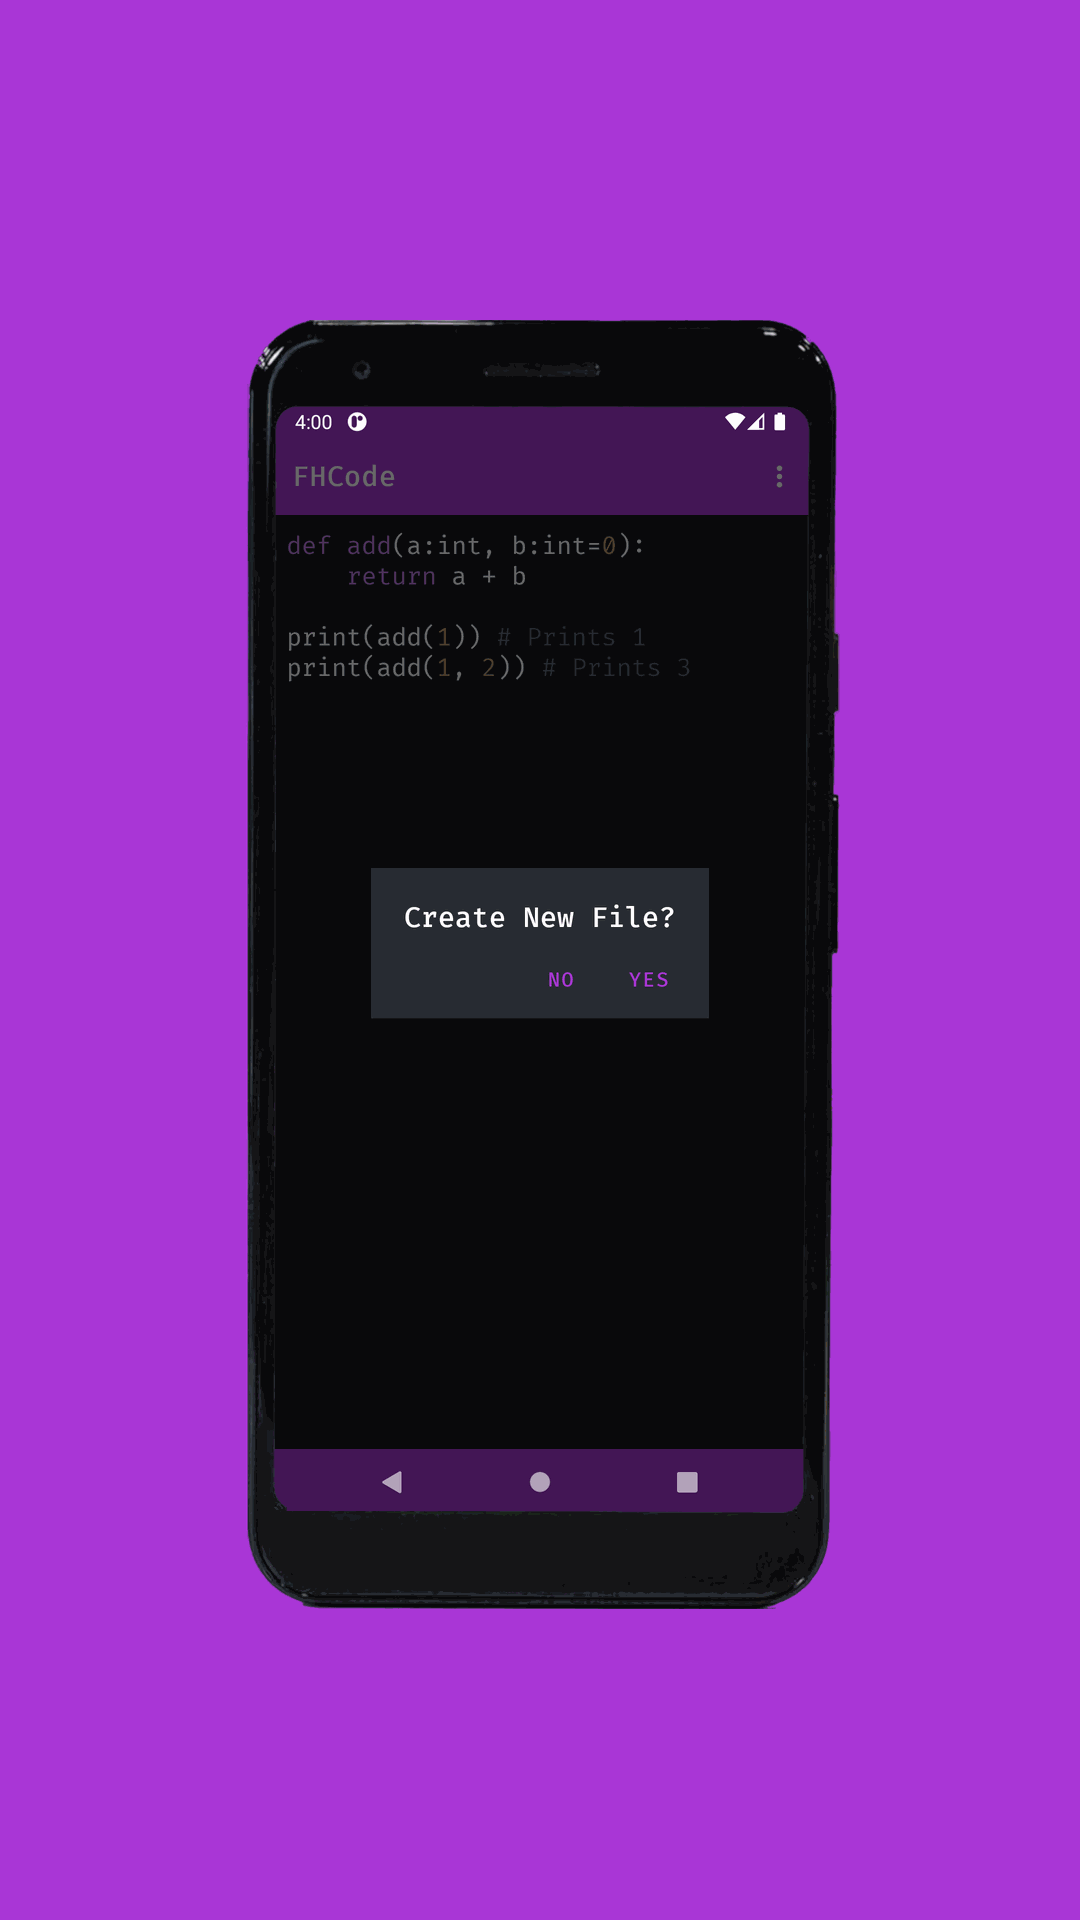 4:00
FHCode
def add(a:int, b:int=0):
    return a + b
print(add(1)) # Prints 1
print(add(1, 2)) # Prints 3
Create New File?
NO YES